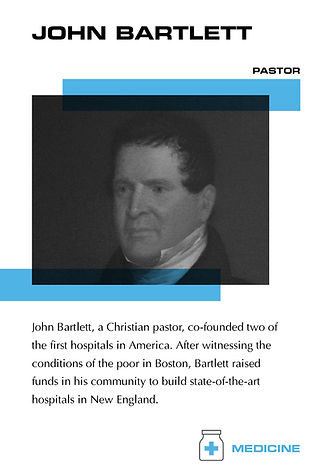 JOHN BARTLETT
PASTOR
John Bartlett, a Christian pastor, co-founded two of
the first hospitals in America. After witnessing the
conditions of the poor in Boston, Bartlett raised
funds in his community to build state-of-the-art
hospitals in New England.
MEDICINE